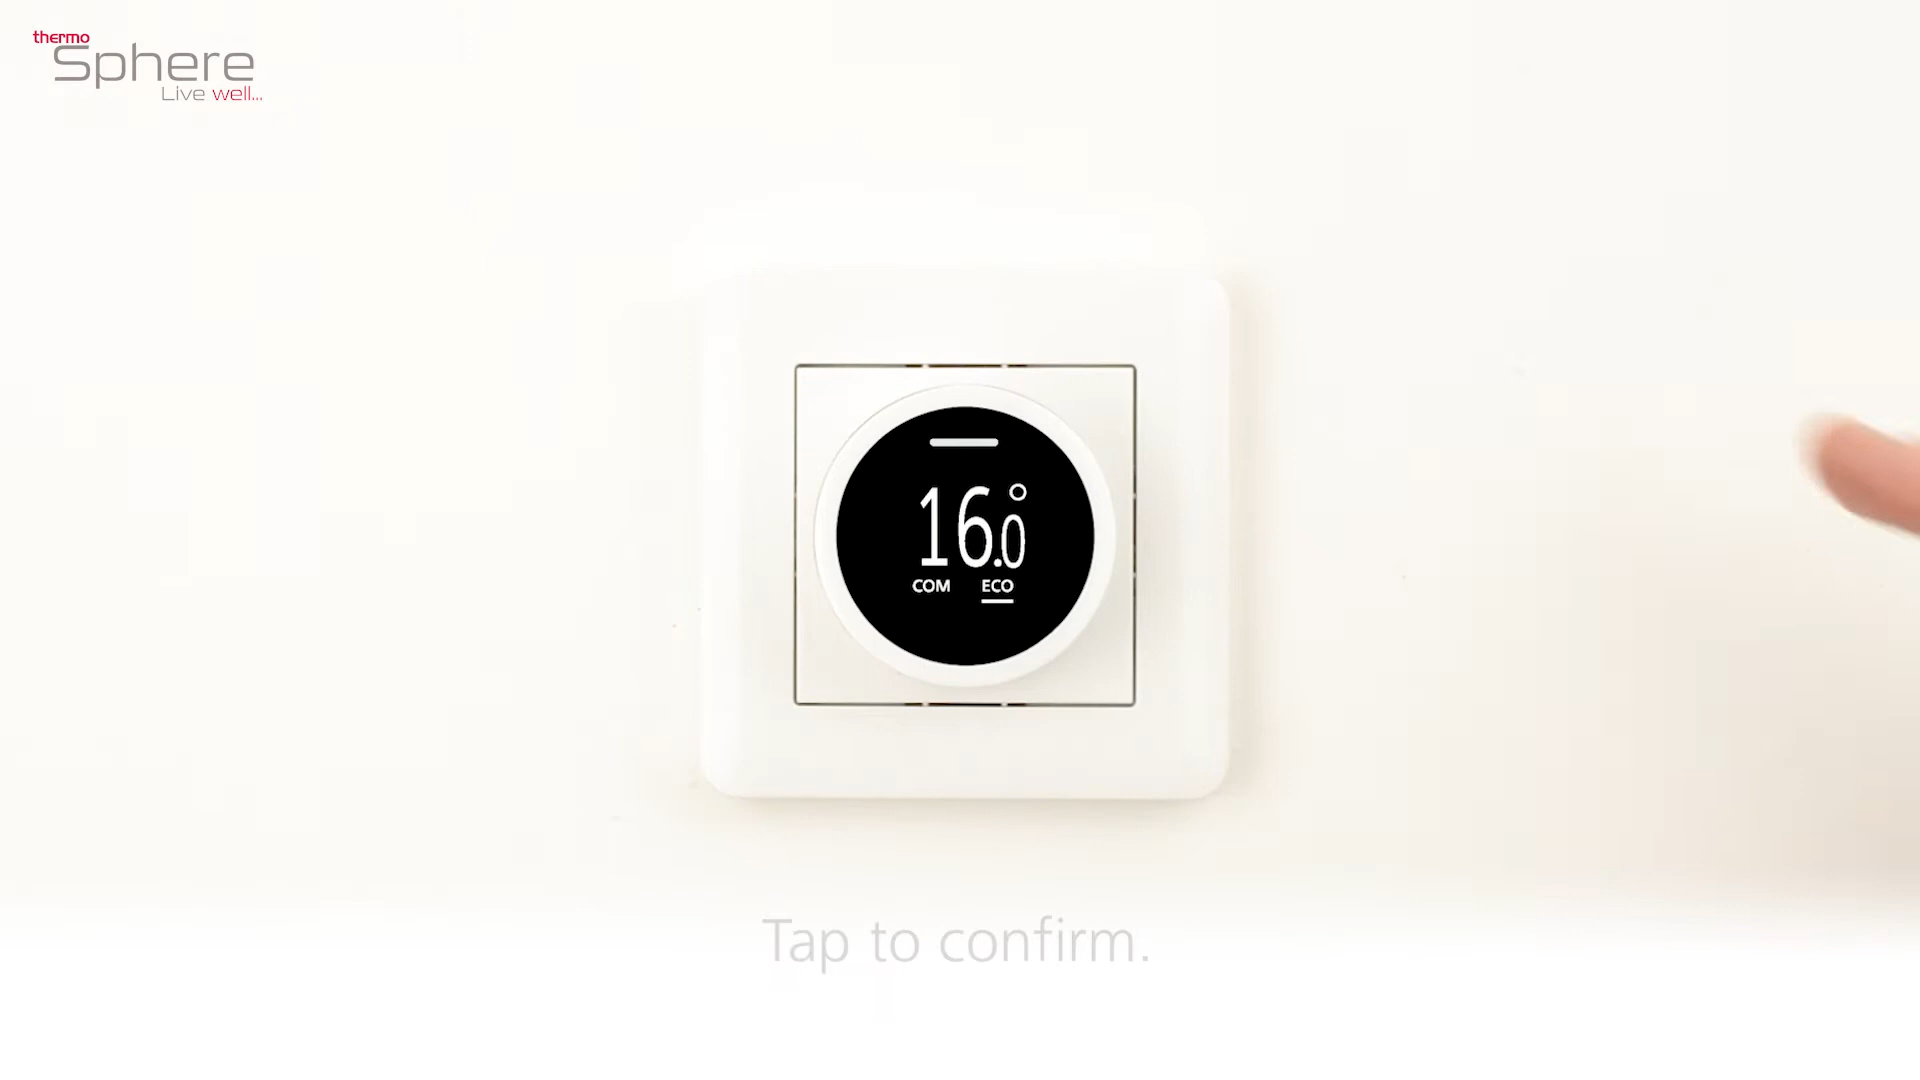 thermo
Sphere
Live well...
16.0°
COM ECO
Tap to confirm.